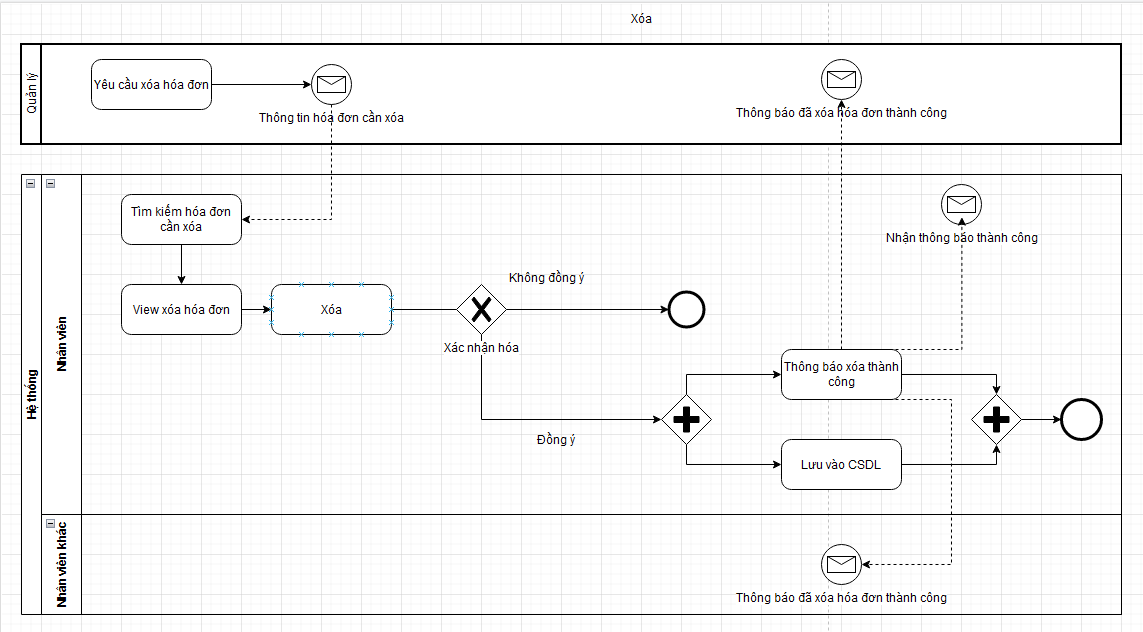 Xóa
Quản lý
Yêu cầu xóa hóa đơn
Thông tin hóa đơn cần xóa
Thông báo đã xóa hóa đơn thành công
Hệ thống
Nhân viên
Tìm kiếm hóa đơn
cần xóa
Nhận thông báo thành công
View xóa hóa đơn
Xóa
Không đồng ý
Xác nhận hóa
Đồng ý
Thông báo xóa thành
công
Lưu vào CSDL
Nhân viên khác
Thông báo đã xóa hóa đơn thành công